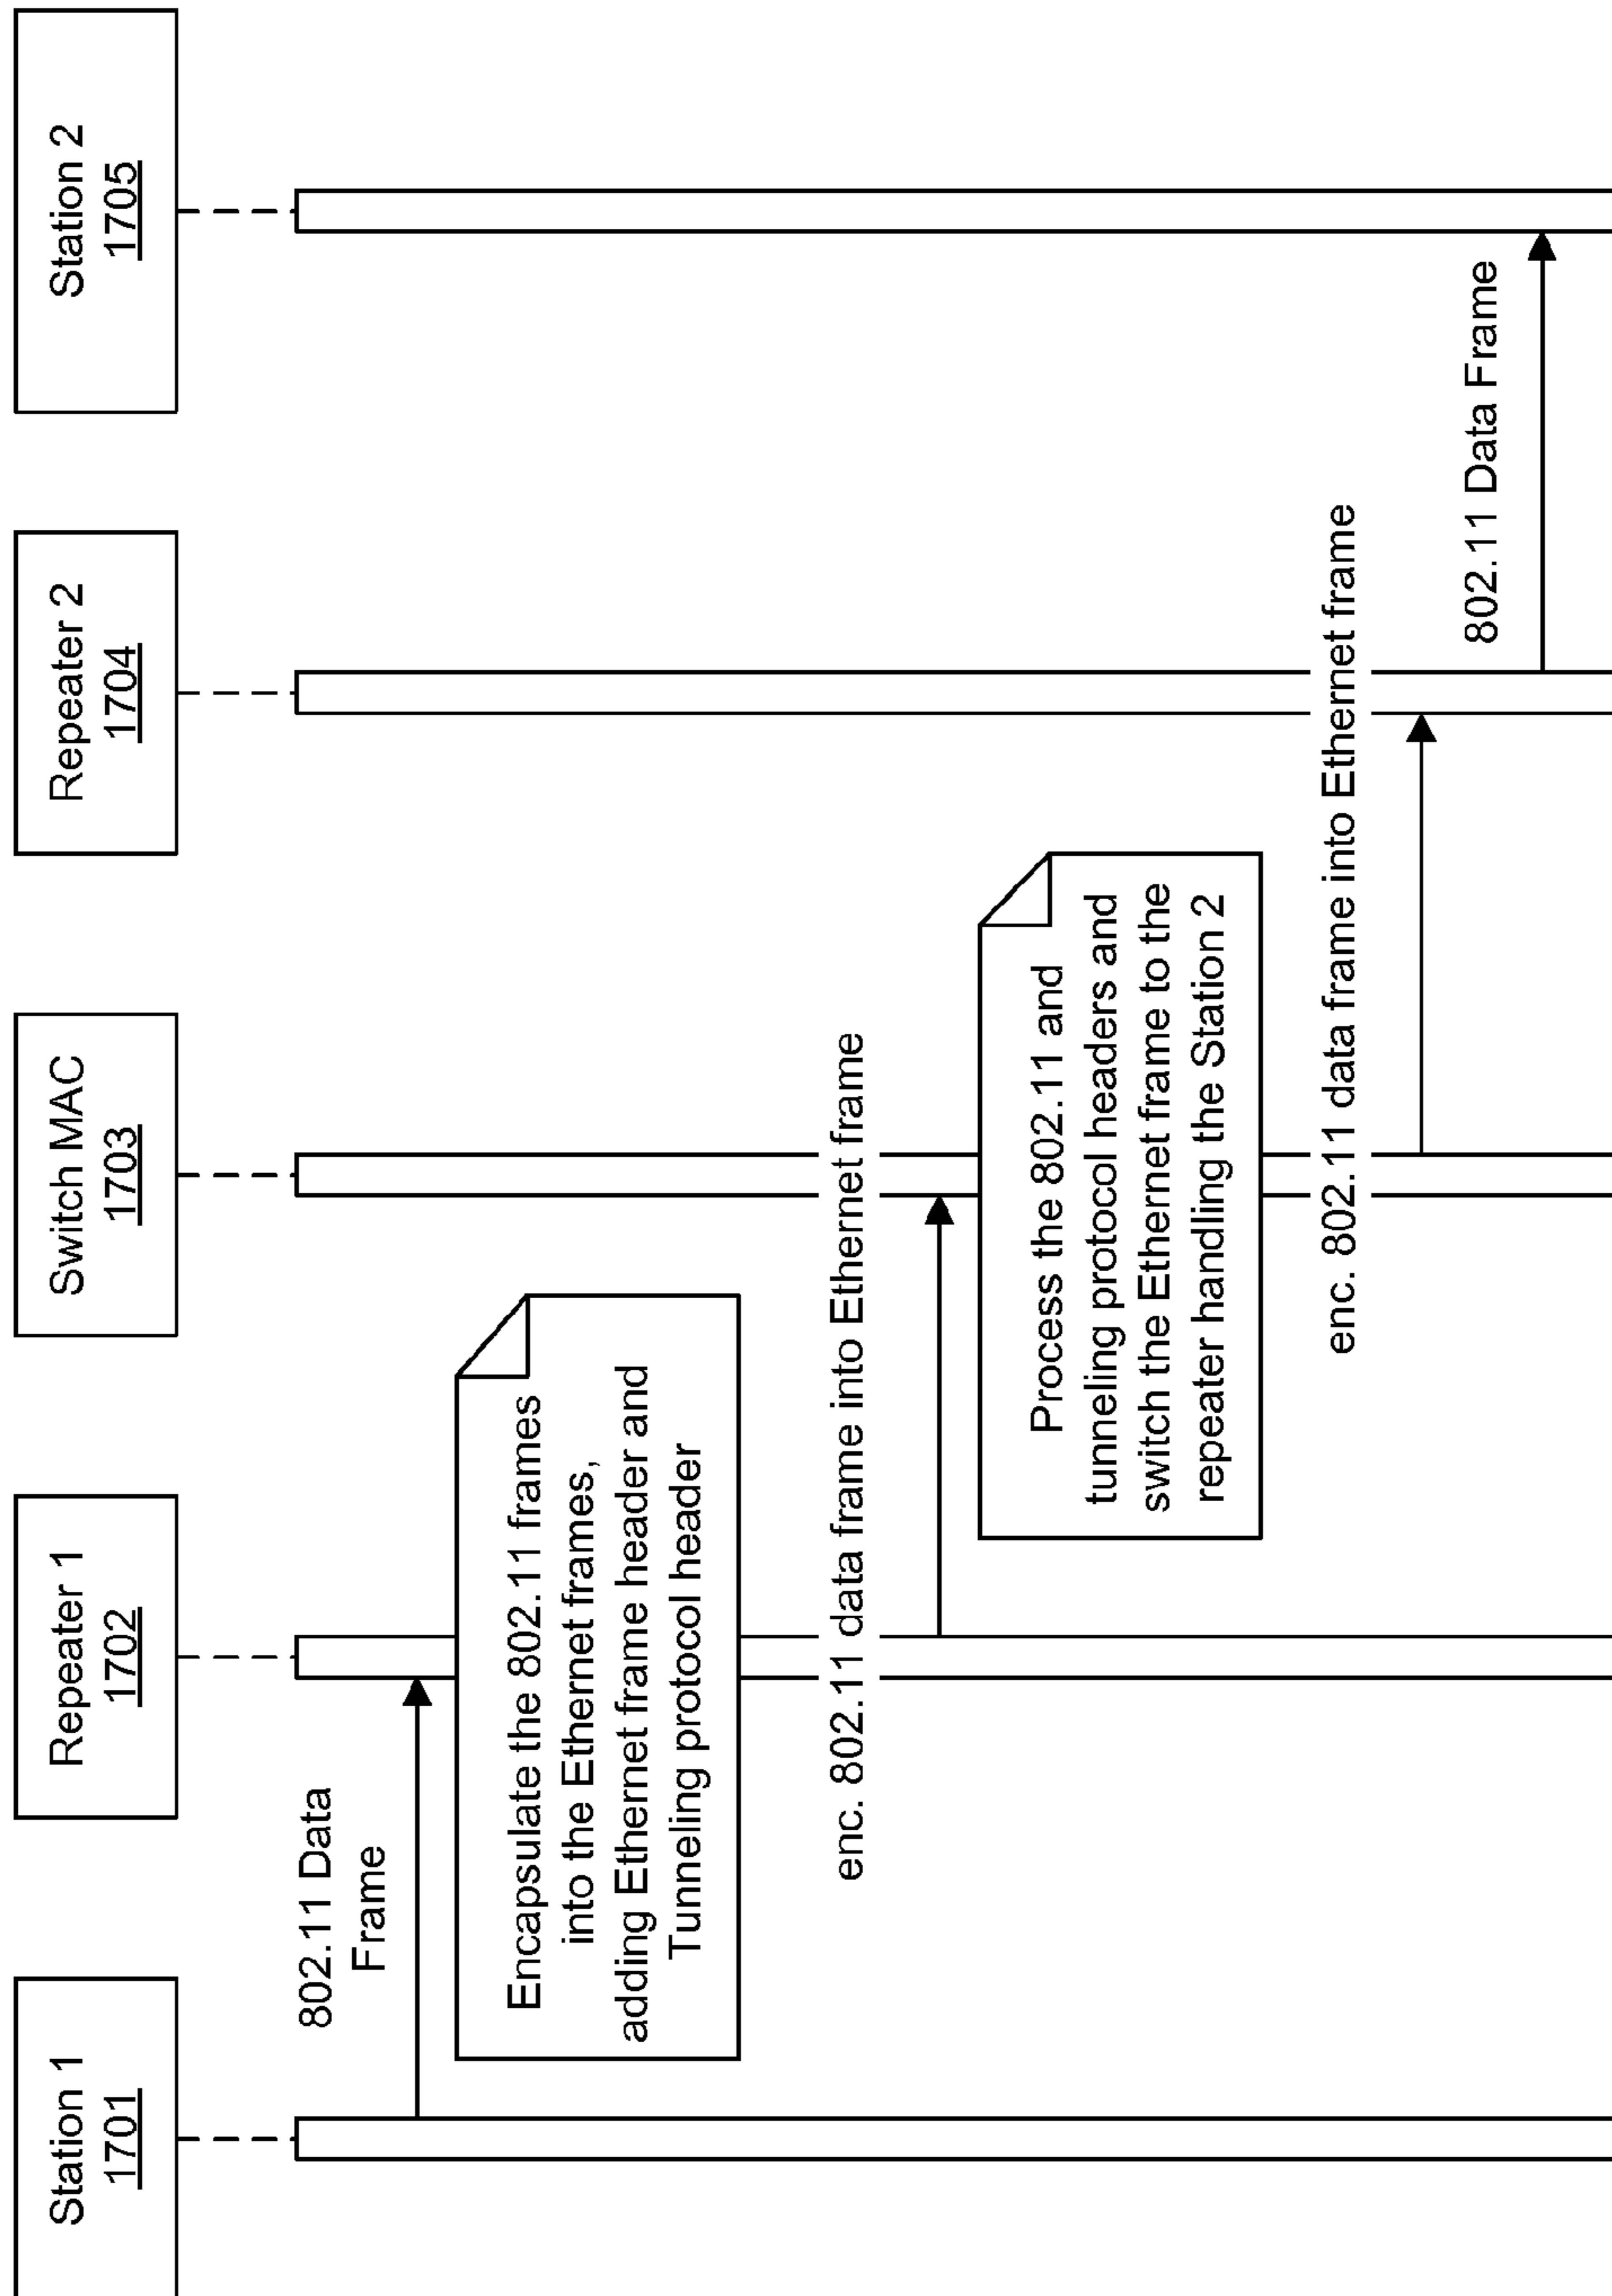 Station 1
1701
Repeater 1
1702
Switch MAC
1703
Repeater 2
1704
Station 2
1705
802.11 Data
Frame
Encapsulate the 802.11 frames
into the Ethernet frames,
adding Ethernet frame header and
Tunneling protocol header
enc. 802.11 data frame into Ethernet frame
Process the 802.11 and
tunneling protocol headers and
switch the Ethernet frame to the
repeater handling the Station 2
enc. 802.11 data frame into Ethernet frame
802.11 Data Frame